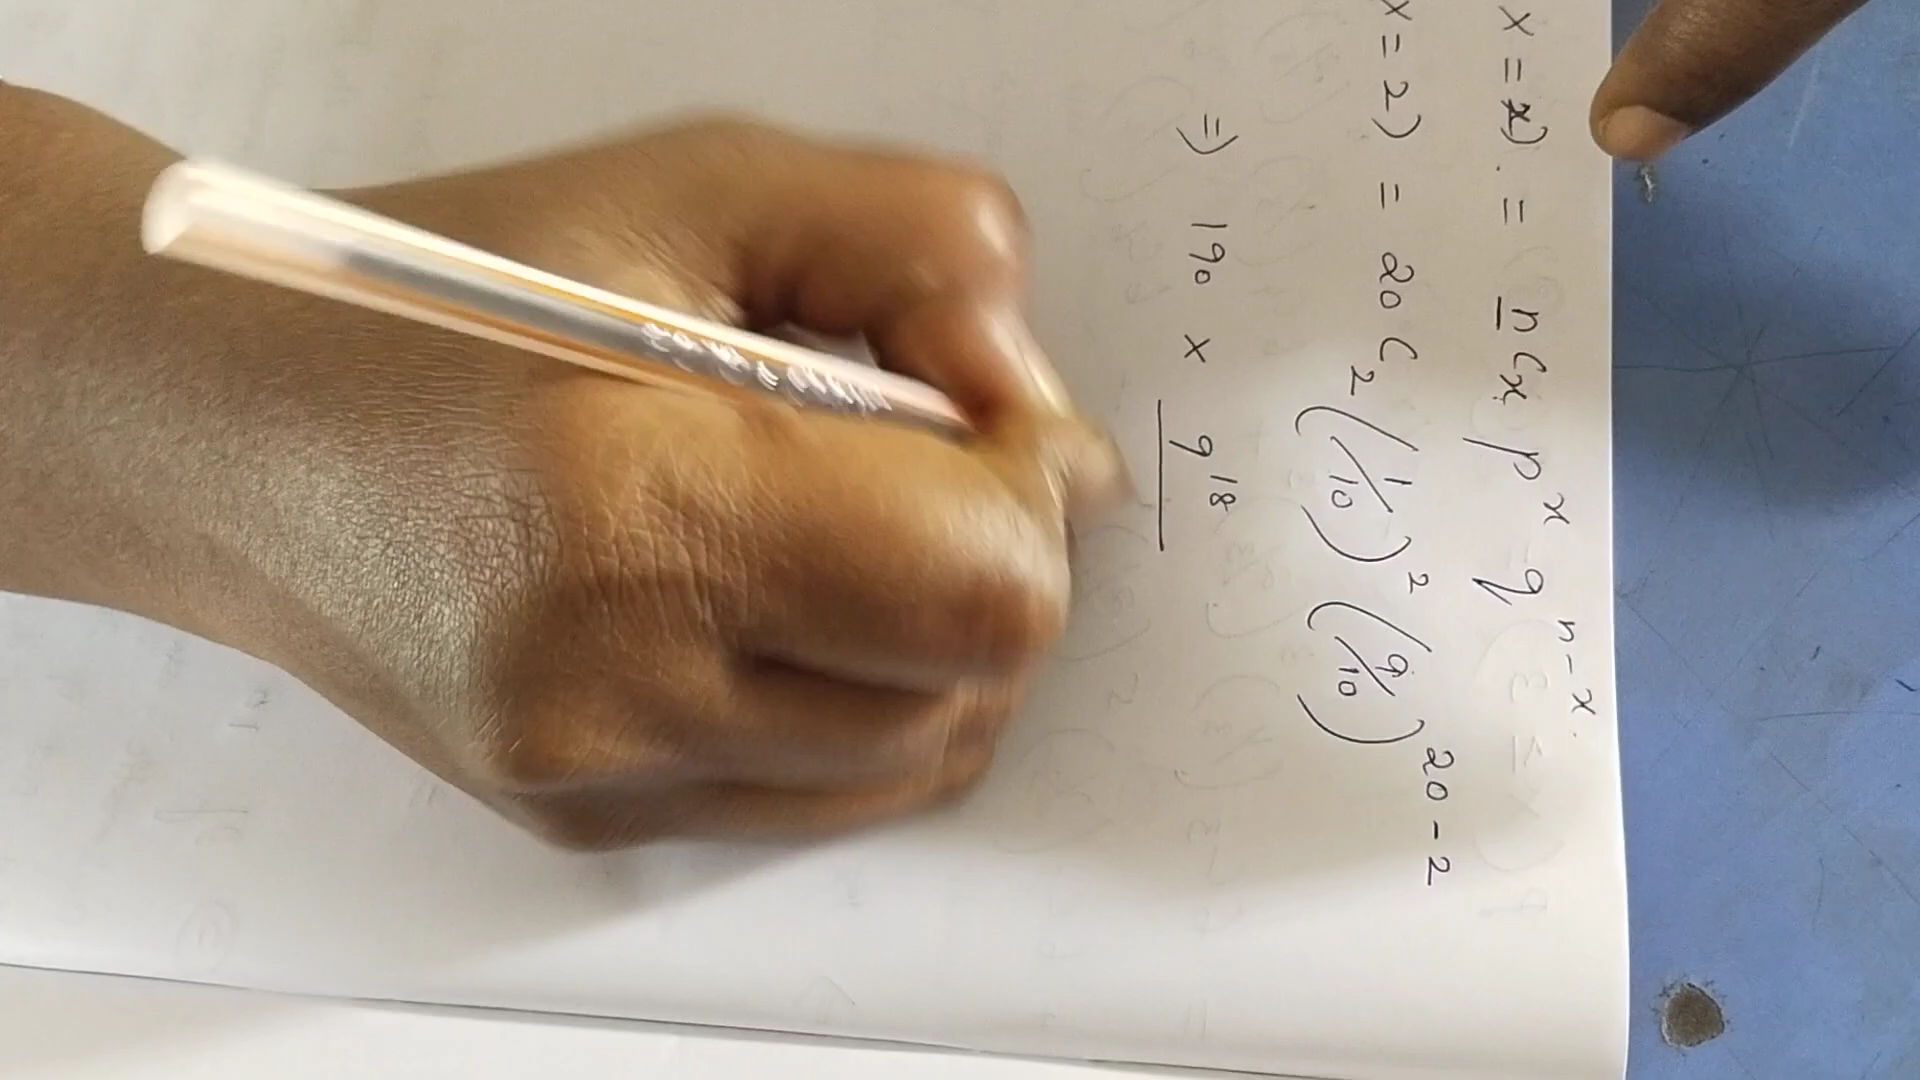 x = x) . = nCx p^x q^n-x.
x = 2) = 20C2 (1/10)^2 (9/10)^20-2
=) 190 x 9^18